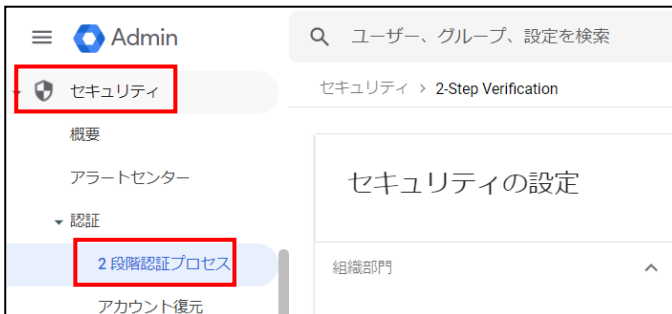 Admin
ユーザー、グループ、設定を検索
セキュリティ
セキュリティ > 2-Step Verification
概要
アラートセンター
セキュリティの設定
認証
2 段階認証プロセス
組織部門
アカウント復元